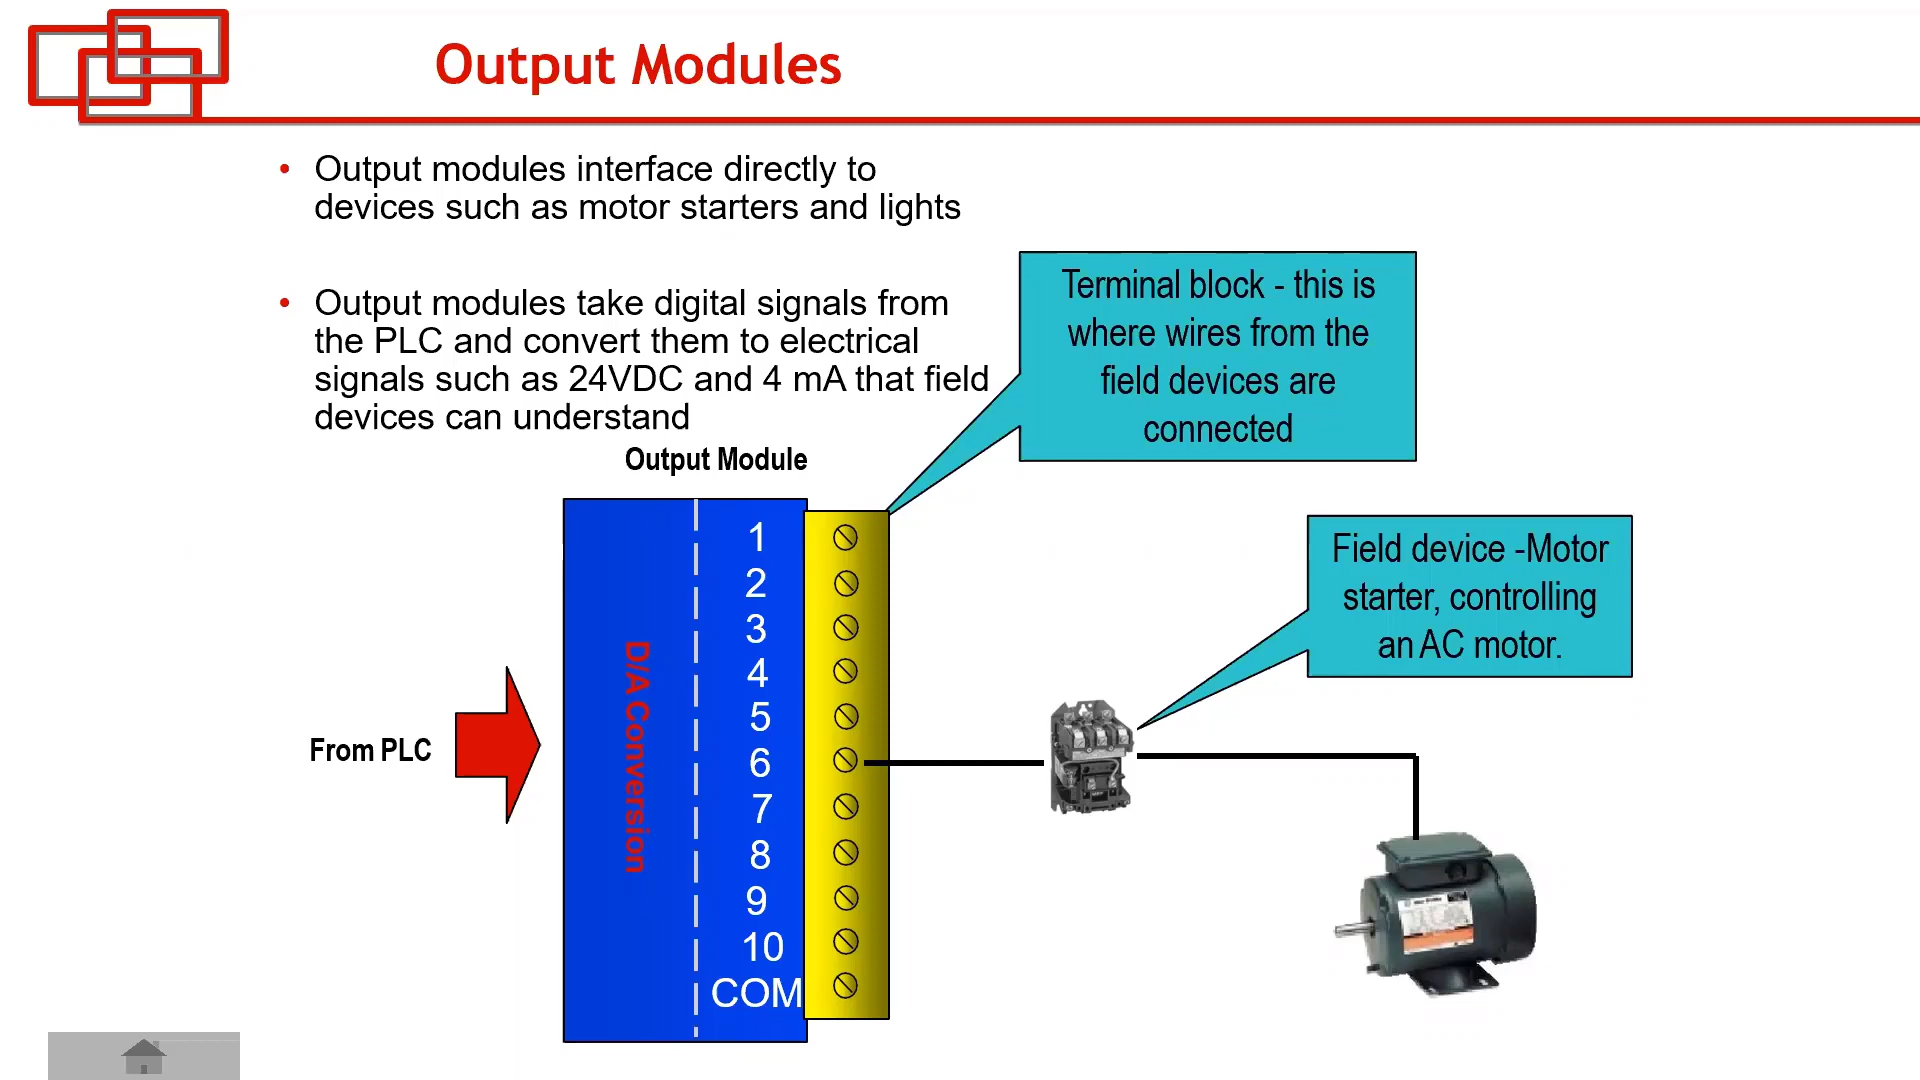 Output Modules
• Output modules interface directly to
devices such as motor starters and lights
• Output modules take digital signals from
the PLC and convert them to electrical
signals such as 24VDC and 4 mA that field
devices can understand
Terminal block - this is
where wires from the
field devices are
connected
Output Module
1
2
3
4
5
6
7
8
9
10
COM
D/A Conversion
From PLC
Field device -Motor
starter, controlling
an AC motor.